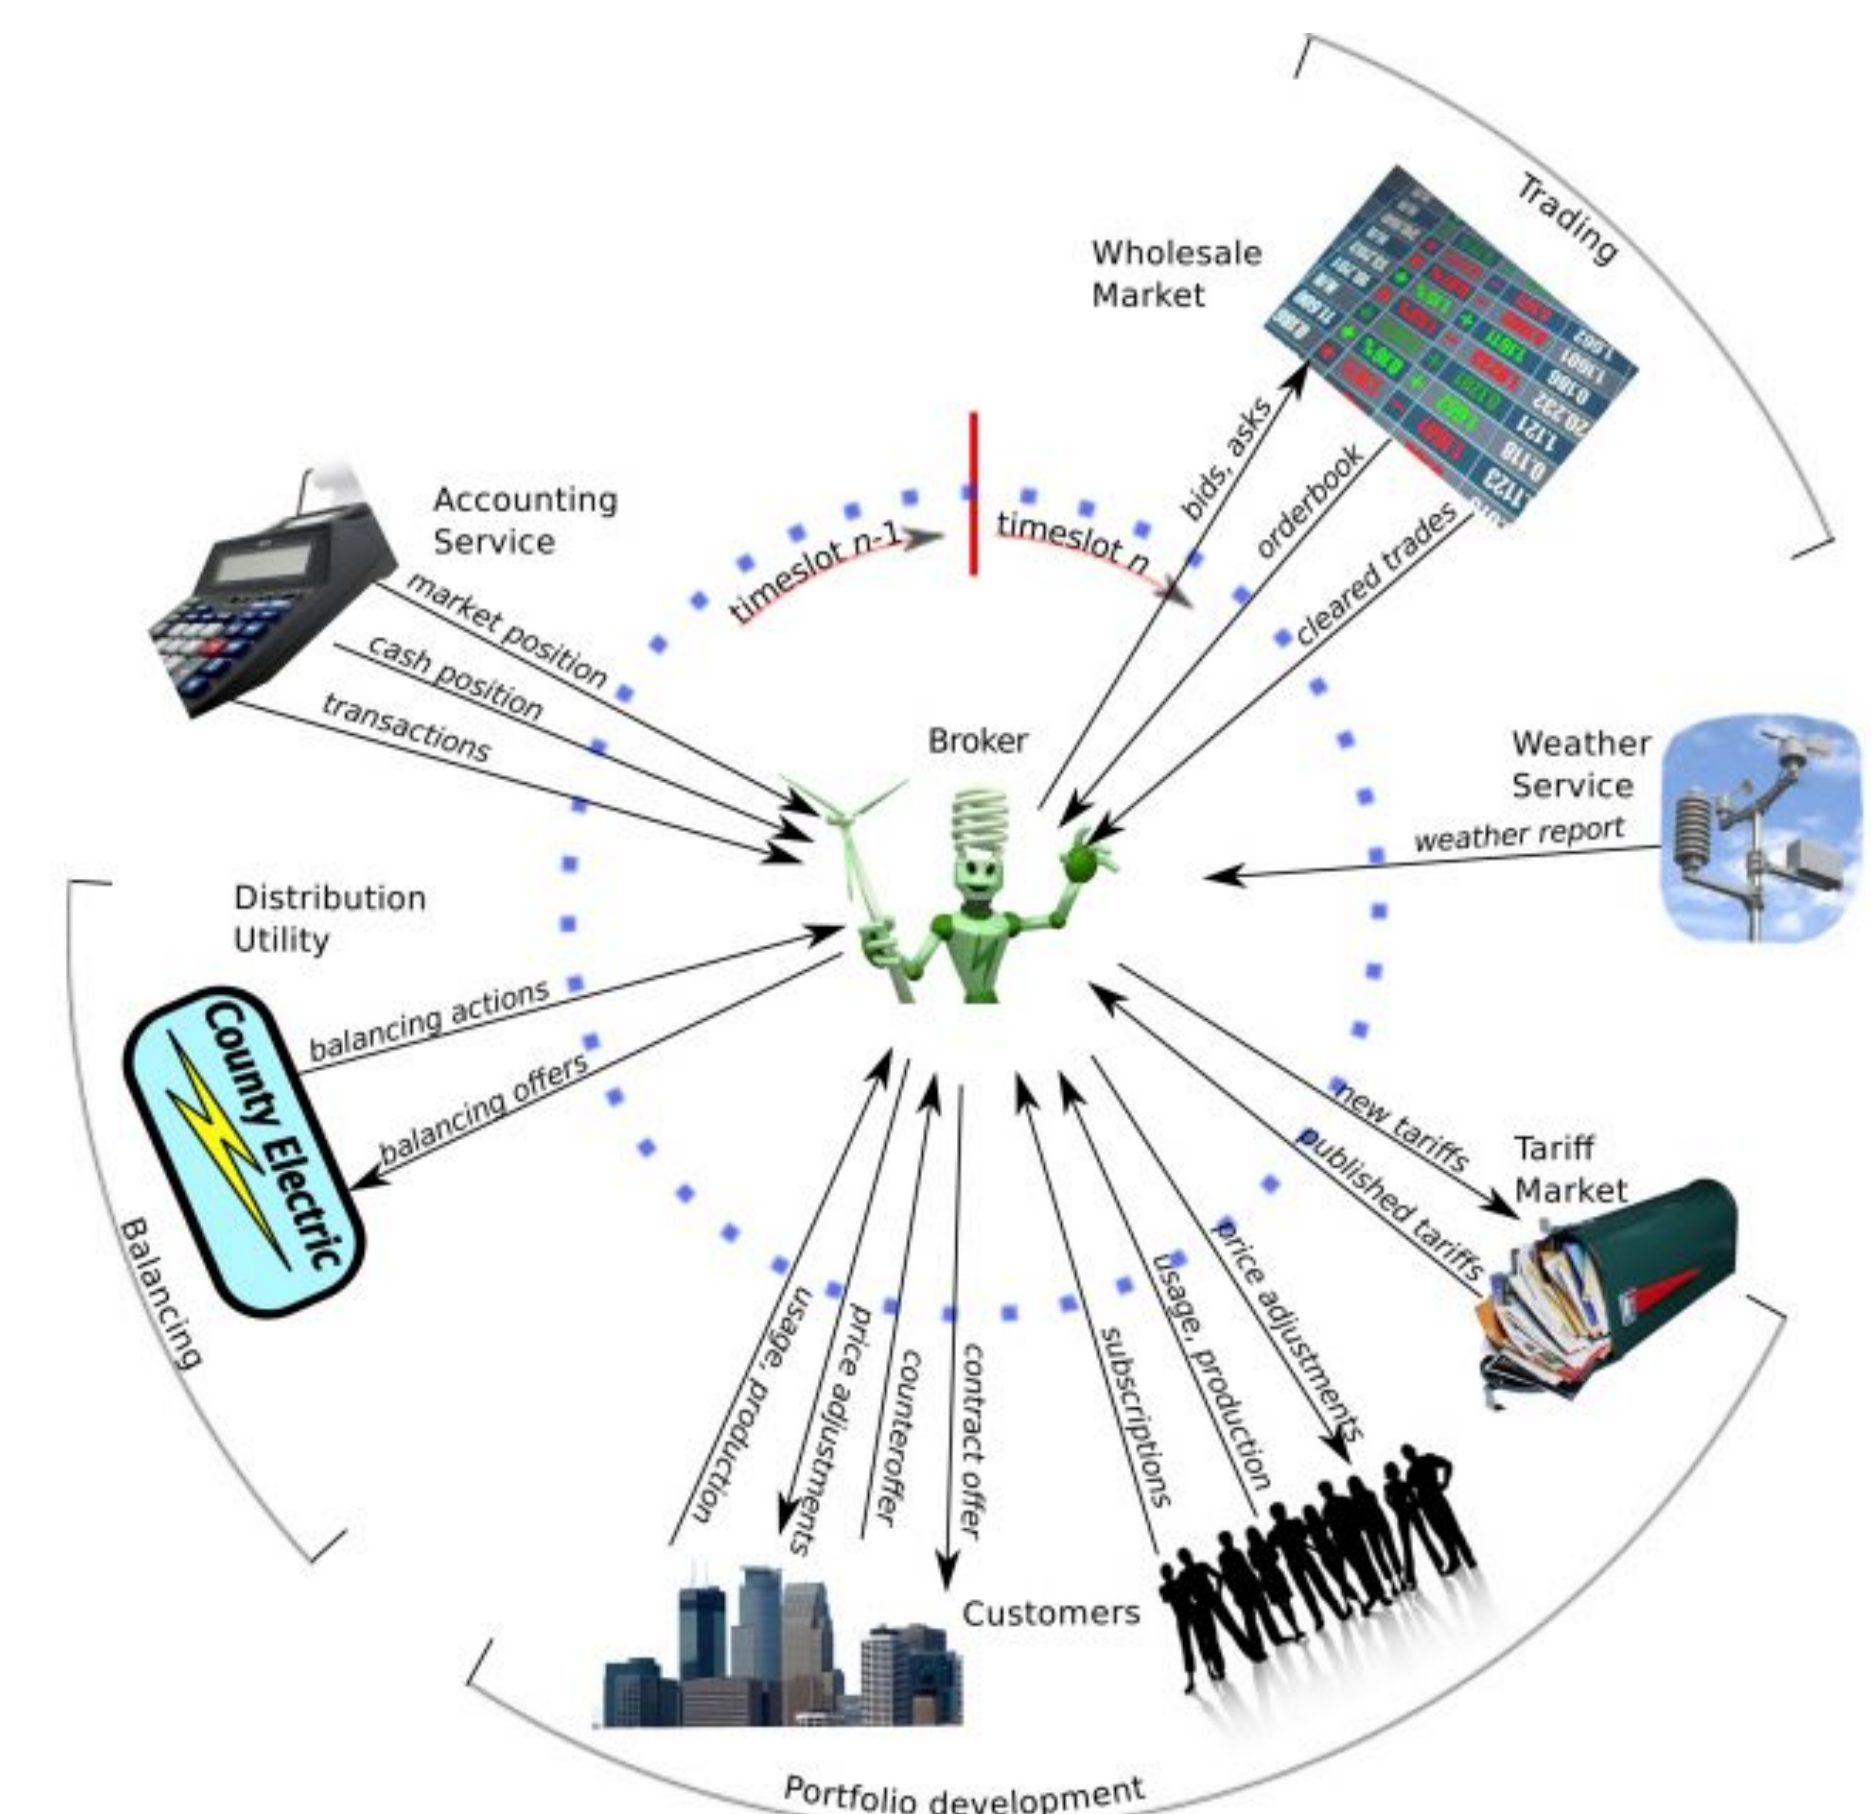 Trading
Wholesale
Market
bids, asks
orderbook
cleared trades
Accounting
Service
market position
cash position
transactions
timeslot n-1
timeslot n
Broker
Weather
Service
weather report
Distribution
Utility
balancing actions
balancing offers
County Electric
Balancing
new tariffs
published tariffs
Tariff
Market
usage, production
price adjustments
counteroffer
contract offer
subscriptions
usage, production
price adjustments
Customers
Portfolio development